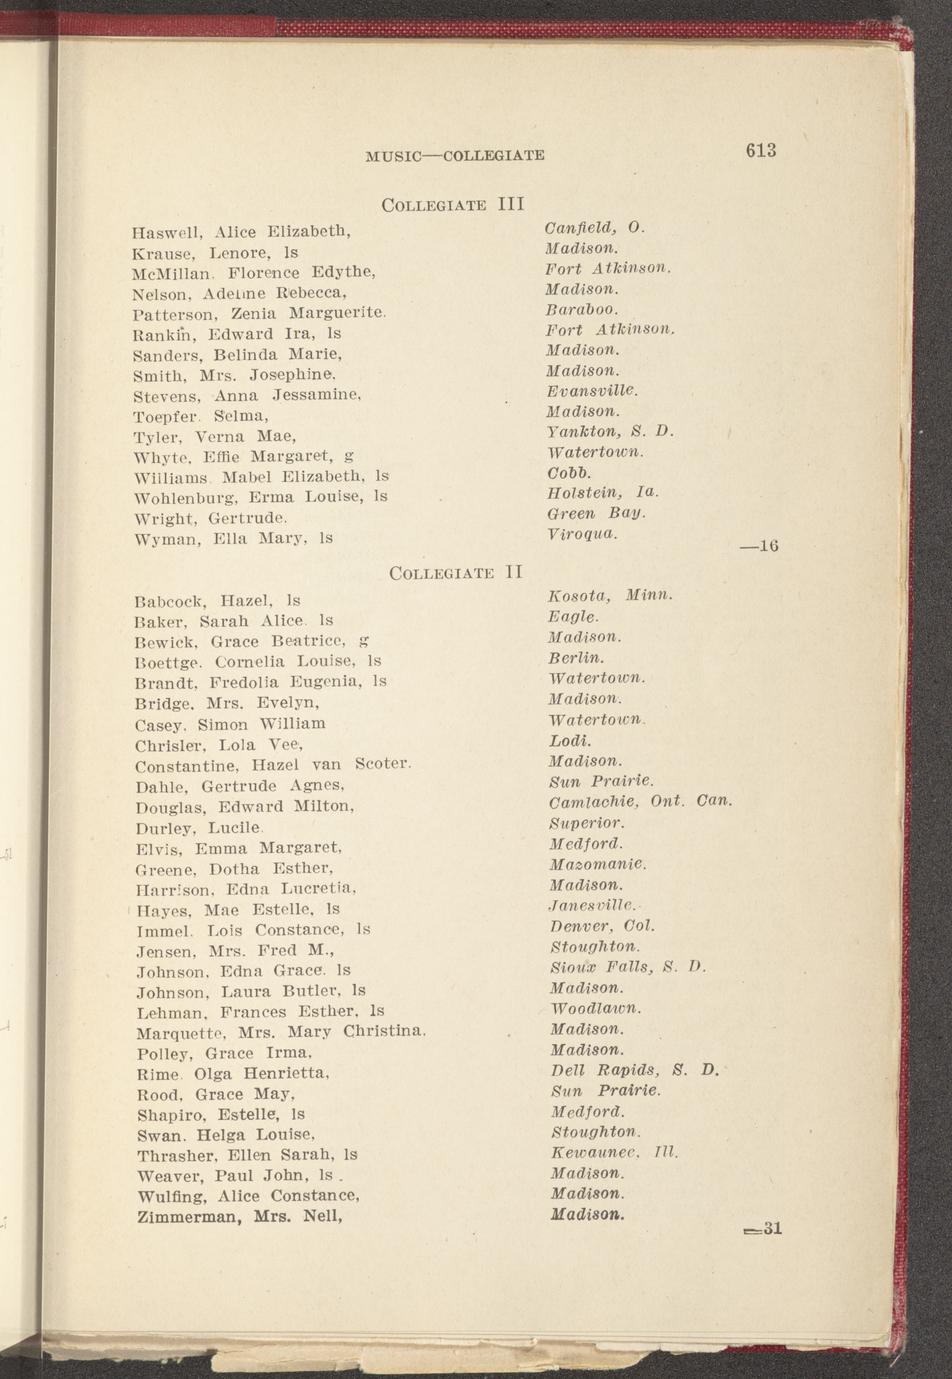 MUSIC—COLLEGIATE 613
COLLEGIATE III
Haswell, Alice Elizabeth, Canfield, O.
Krause, Lenore, ls Madison.
McMillan. Florence Edythe, Fort Atkinson.
Nelson, Adeline Rebecca, Madison.
Patterson, Zenia Marguerite. Baraboo.
Rankin, Edward Ira, ls Fort Atkinson.
Sanders, Belinda Marie, Madison.
Smith, Mrs. Josephine. Madison.
Stevens, Anna Jessamine, Evansville.
Toepfer. Selma, Madison.
Tyler, Verna Mae, Yankton, S. D.
Whyte, Effie Margaret, g Watertown.
Williams. Mabel Elizabeth, ls Cobb.
Wohlenburg, Erma Louise, ls Holstein, Ia.
Wright, Gertrude. Green Bay.
Wyman, Ella Mary, ls Viroqua.
—16
COLLEGIATE II
Babcock, Hazel, ls Kosota, Minn.
Baker, Sarah Alice. ls Eagle.
Bewick, Grace Beatrice, g Madison.
Boettge. Cornelia Louise, ls Berlin.
Brandt, Fredolia Eugenia, ls Watertown.
Bridge. Mrs. Evelyn, Madison.
Casey. Simon William Watertown.
Chrisler, Lola Vee, Lodi.
Constantine, Hazel van Scoter. Madison.
Dahle, Gertrude Agnes, Sun Prairie.
Douglas, Edward Milton, Camlachie, Ont. Can.
Durley, Lucile. Superior.
Elvis, Emma Margaret, Medford.
Greene, Dotha Esther, Mazomanie.
Harrison, Edna Lucretia, Madison.
Hayes, Mae Estelle, ls Janesville.
Immel. Lois Constance, ls Denver, Col.
Jensen, Mrs. Fred M., Stoughton.
Johnson, Edna Grace. ls Sioux Falls, S. D.
Johnson, Laura Butler, ls Madison.
Lehman, Frances Esther, ls Woodlawn.
Marquette, Mrs. Mary Christina. Madison.
Polley, Grace Irma, Madison.
Rime. Olga Henrietta, Dell Rapids, S. D.
Rood, Grace May, Sun Prairie.
Shapiro, Estelle, ls Medford.
Swan. Helga Louise, Stoughton.
Thrasher, Ellen Sarah, ls Kewaunee, Ill.
Weaver, Paul John, ls . Madison.
Wulfing, Alice Constance, Madison.
Zimmerman, Mrs. Nell, Madison.
—31